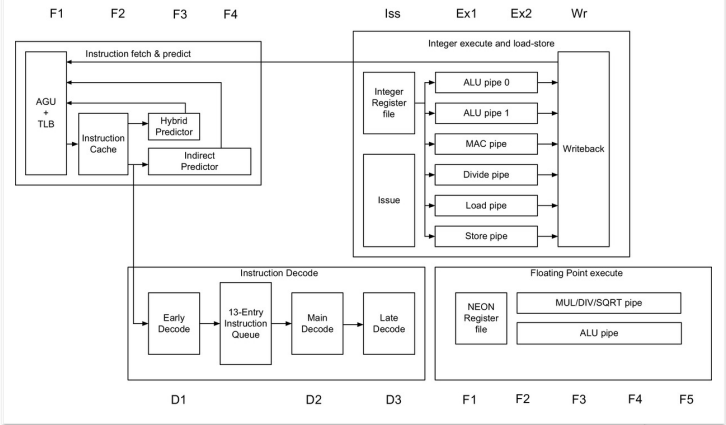 F1 F2 F3 F4 Iss Ex1 Ex2 Wr
Instruction fetch & predict
AGU
+
TLB
Instruction
Cache
Hybrid
Predictor
Indirect
Predictor
Integer execute and load-store
Integer
Register
file
Issue
ALU pipe 0
ALU pipe 1
MAC pipe
Divide pipe
Load pipe
Store pipe
Writeback
Instruction Decode
Early
Decode
13-Entry
Instruction
Queue
Main
Decode
Late
Decode
Floating Point execute
NEON
Register
file
MUL/DIV/SQRT pipe
ALU pipe
D1 D2 D3 F1 F2 F3 F4 F5